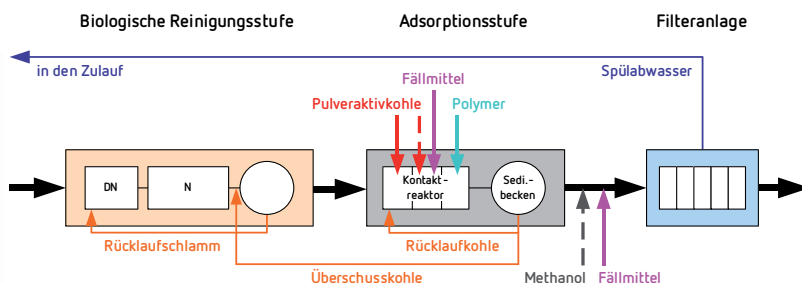 Biologische Reinigungsstufe
Adsorptionsstufe
Filteranlage
in den Zulauf
Spülabwasser
Fällmittel
Pulveraktivkohle
Polymer
DN
N
Kontakt-
reaktor
Sedi.-
becken
Rücklaufschlamm
Rücklaufkohle
Überschusskohle
Methanol
Fällmittel